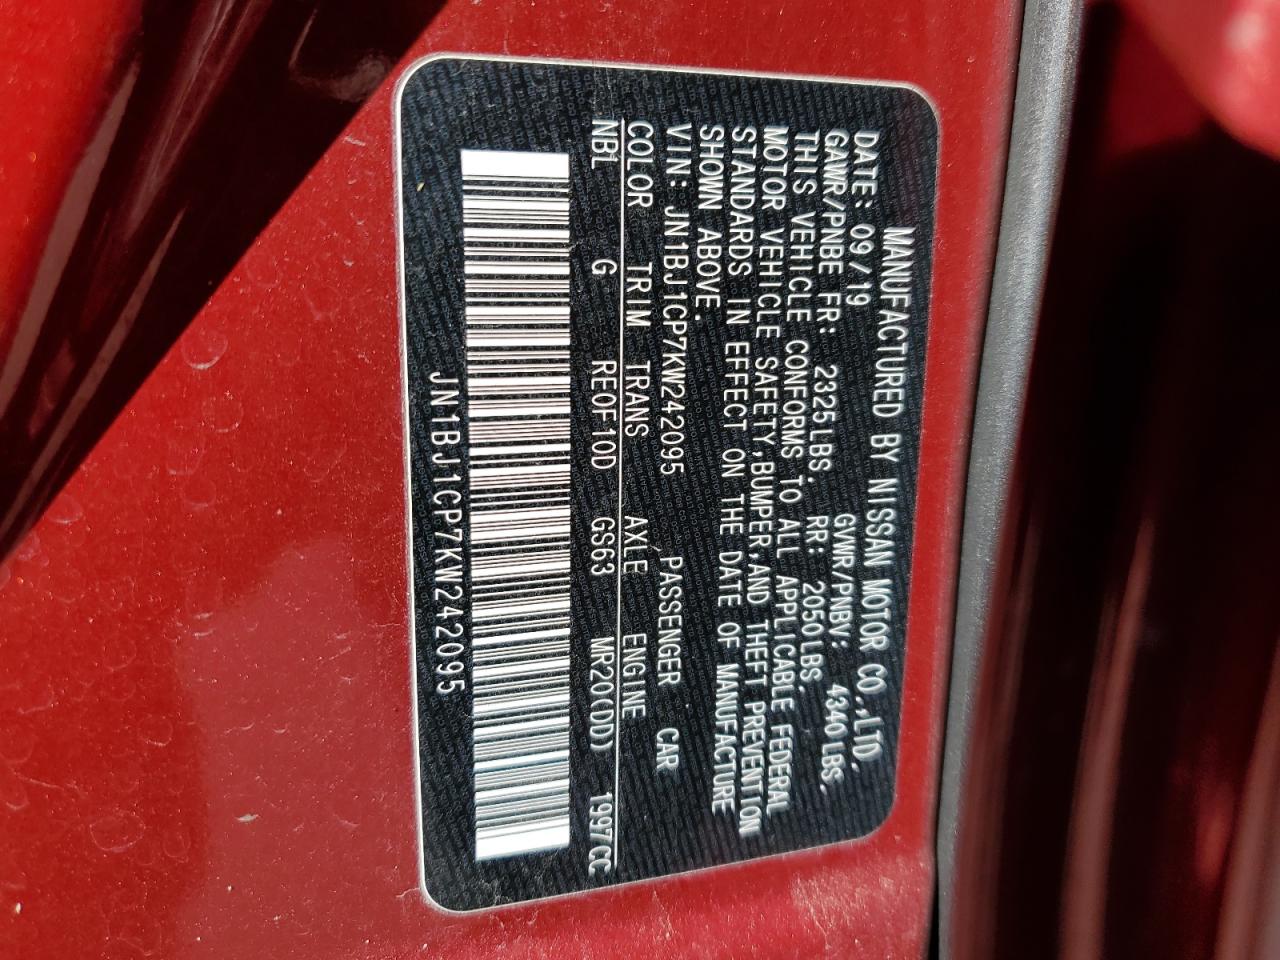 MANUFACTURED BY NISSAN MOTOR CO.,LTD.
DATE: 09/19 GVWR/PNBV: 4340LBS.
GAWR/PNBE FR: 2325LBS. RR: 2050LBS.
THIS VEHICLE CONFORMS TO ALL APPLICABLE FEDERAL
MOTOR VEHICLE SAFETY,BUMPER,AND THEFT PREVENTION
STANDARDS IN EFFECT ON THE DATE OF MANUFACTURE
SHOWN ABOVE.
VIN: JN1BJ1CP7KW242095 PASSENGER CAR
COLOR TRIM TRANS AXLE ENGINE
NBL G REOF10D GS63 MR20(DD) 1997CC
JN1BJ1CP7KW242095